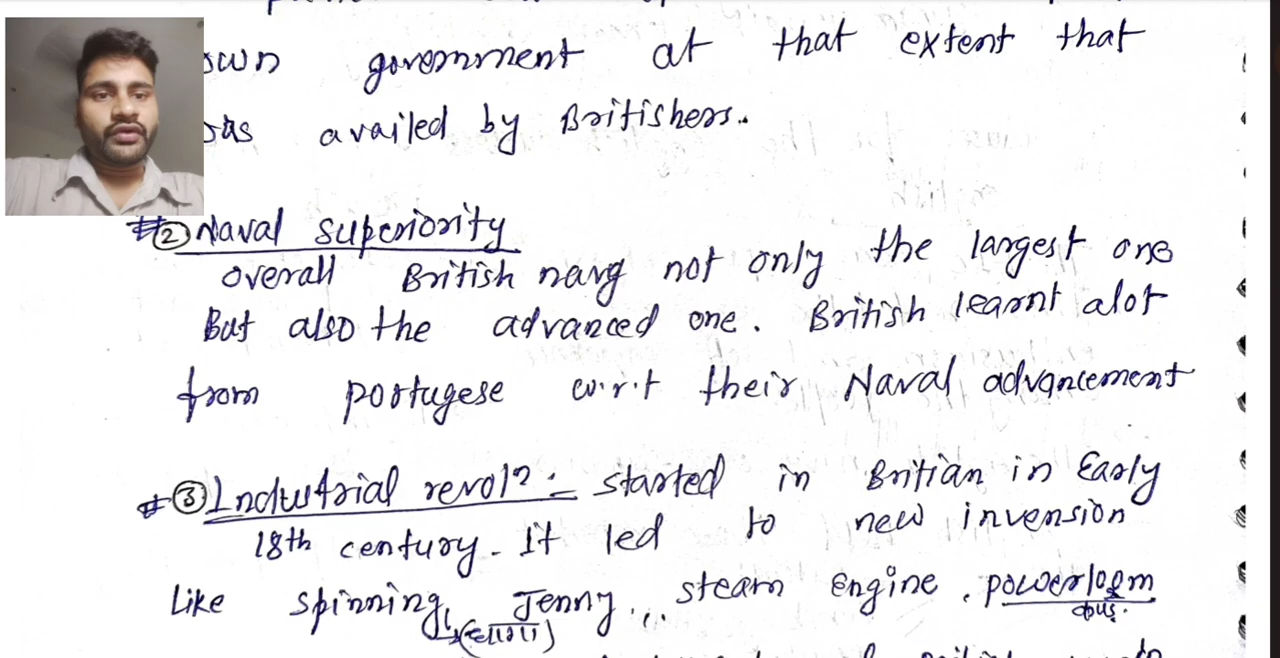 own government at that extent that
was availed by Britishers.
② Naval superiority
overall British navy not only the largest one
But also the advanced one. British learnt alot
from portugese w.r.t their Naval advancement
③ Industrial revolⁿ :- started in Britian in Early
18th century. It led to new invension
Like spinning Jenny... steam engine, powerloom